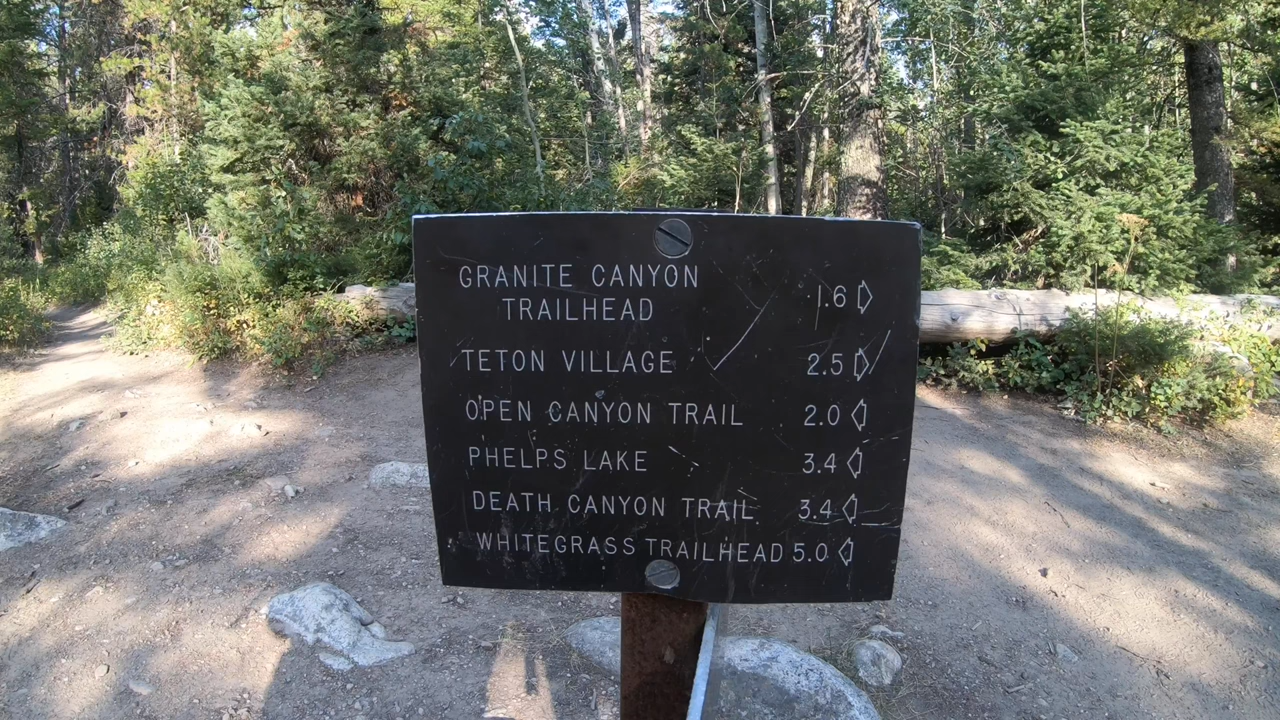 GRANITE CANYON
TRAILHEAD 1.6
TETON VILLAGE 2.5
OPEN CANYON TRAIL 2.0
PHELPS LAKE 3.4
DEATH CANYON TRAIL 3.4
WHITEGRASS TRAILHEAD 5.0